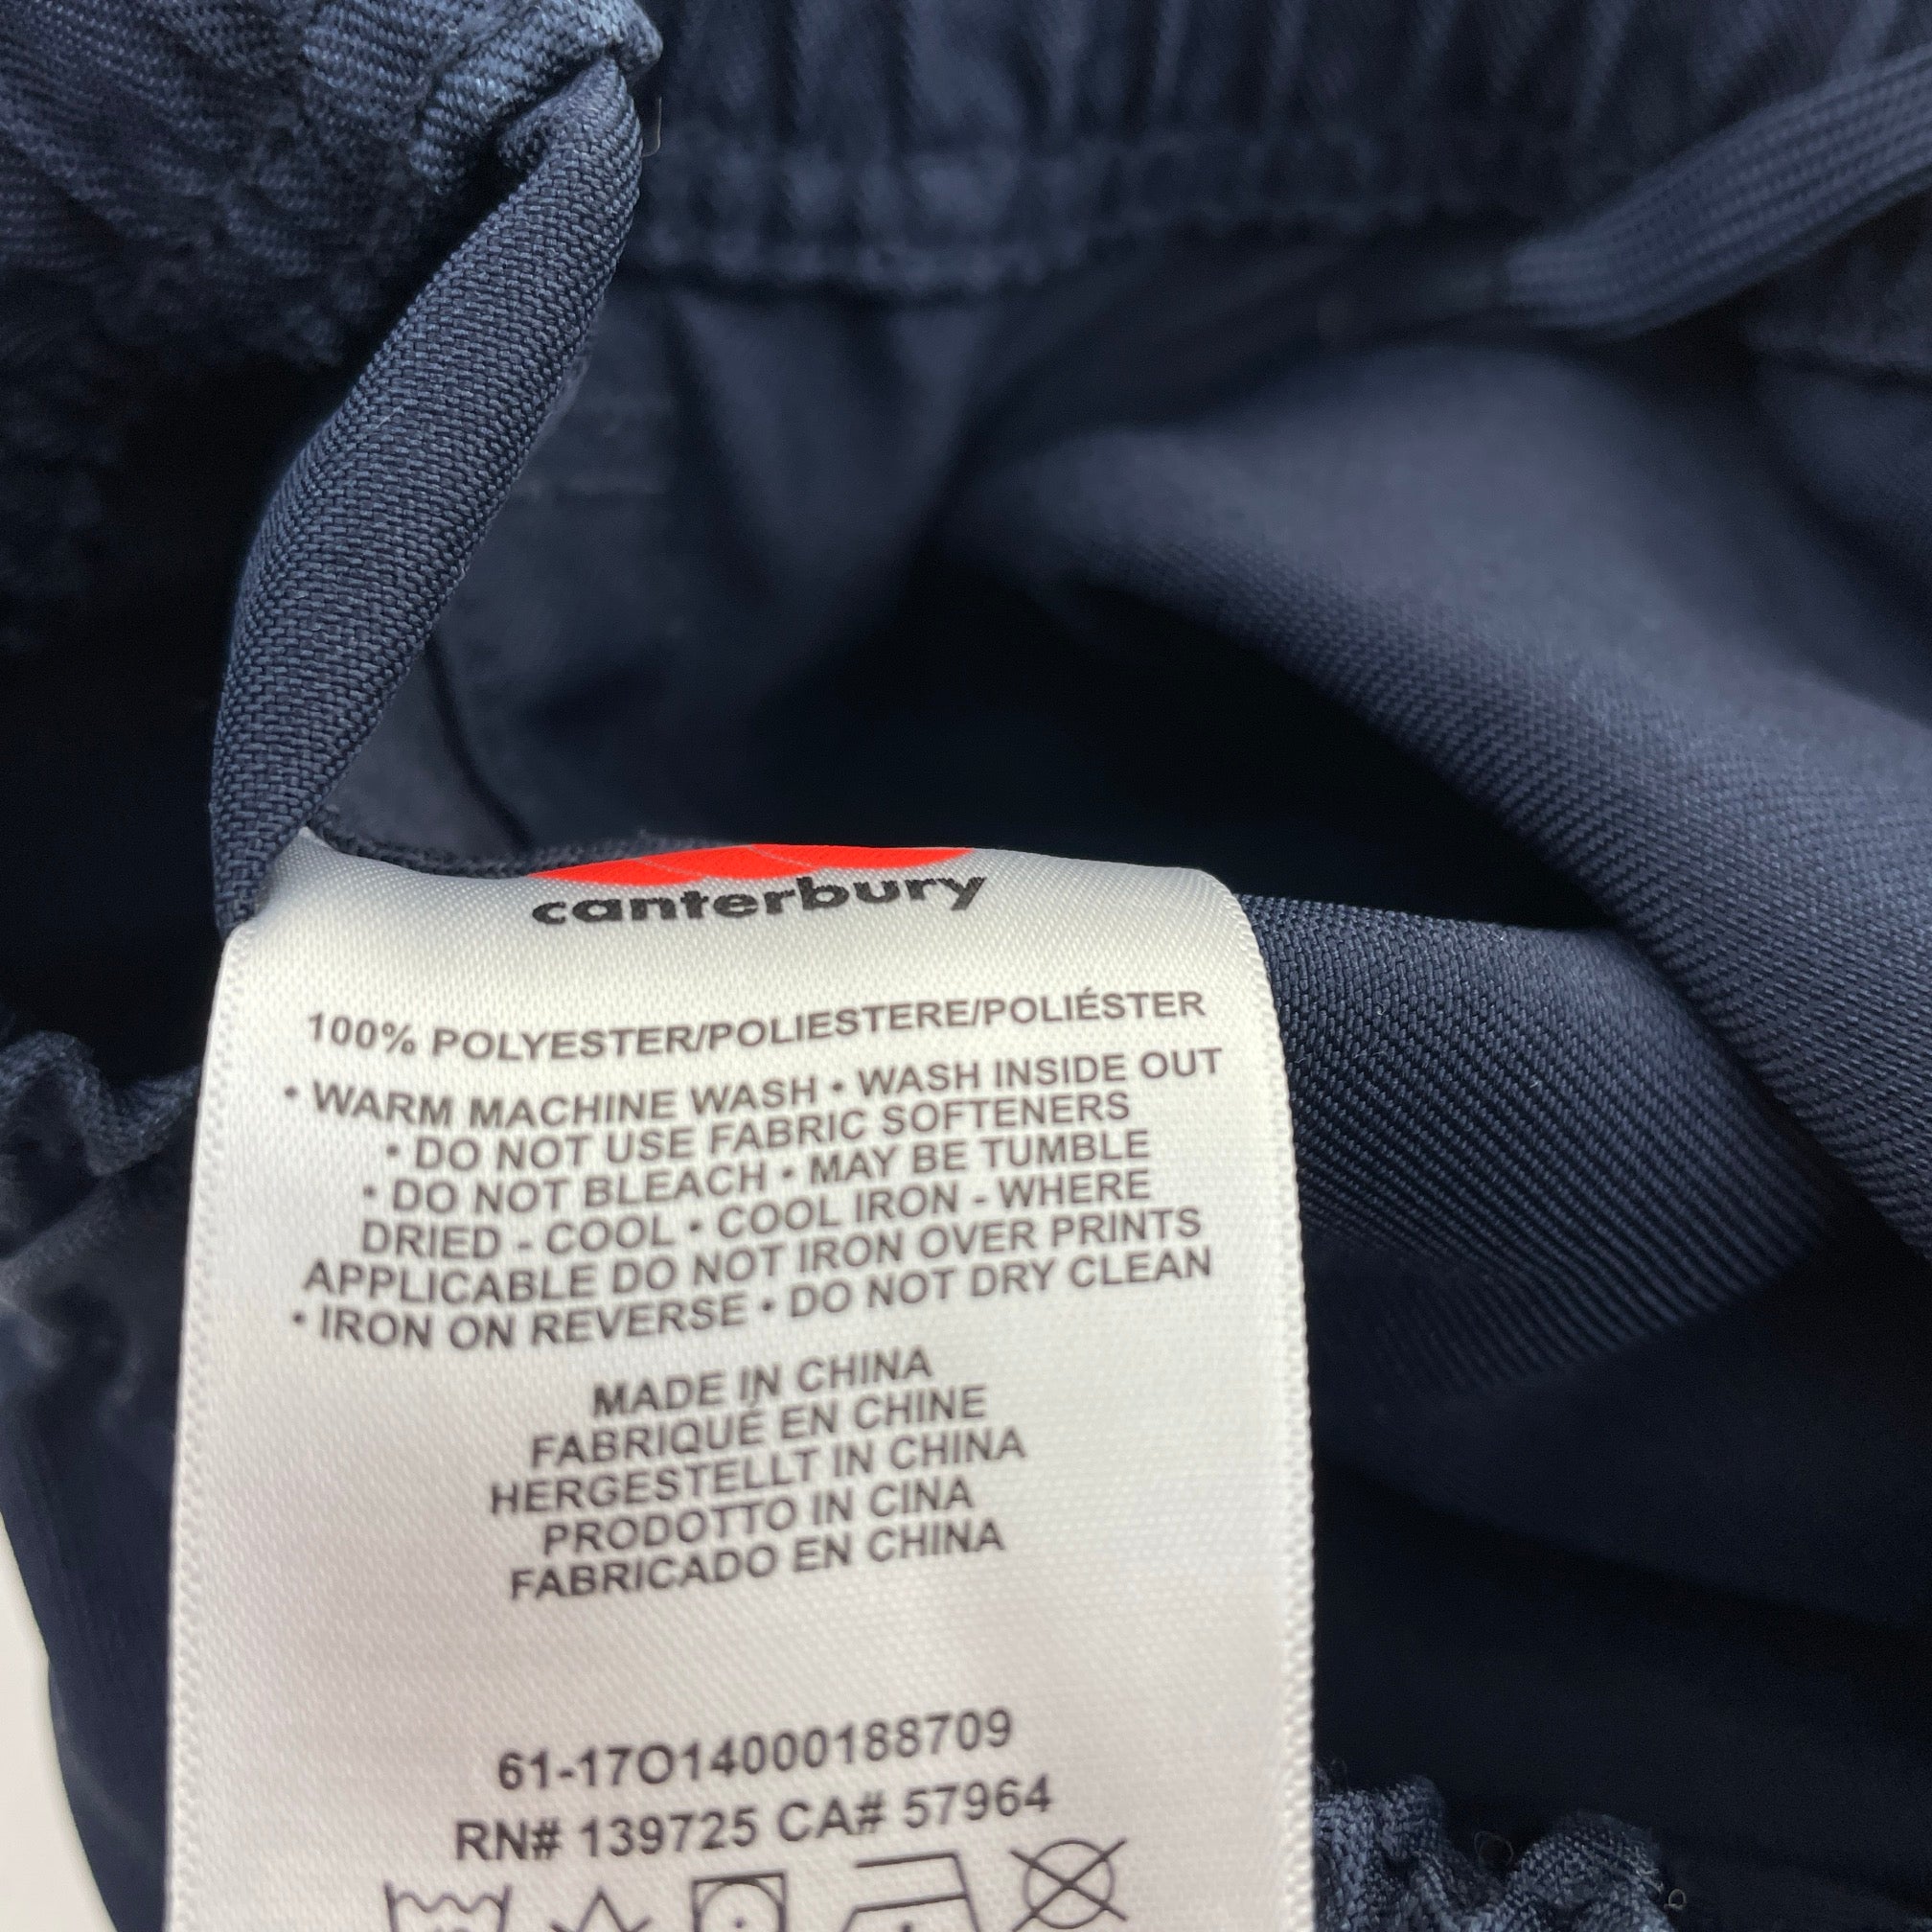 canterbury
100% POLYESTER/POLIESTERE/POLIÉSTER
• WARM MACHINE WASH • WASH INSIDE OUT
• DO NOT USE FABRIC SOFTENERS
• DO NOT BLEACH • MAY BE TUMBLE
DRIED - COOL • COOL IRON - WHERE
APPLICABLE DO NOT IRON OVER PRINTS
• IRON ON REVERSE • DO NOT DRY CLEAN
MADE IN CHINA
FABRIQUÉ EN CHINE
HERGESTELLT IN CHINA
PRODOTTO IN CINA
FABRICADO EN CHINA
61-17O14000188709
RN# 139725 CA# 57964